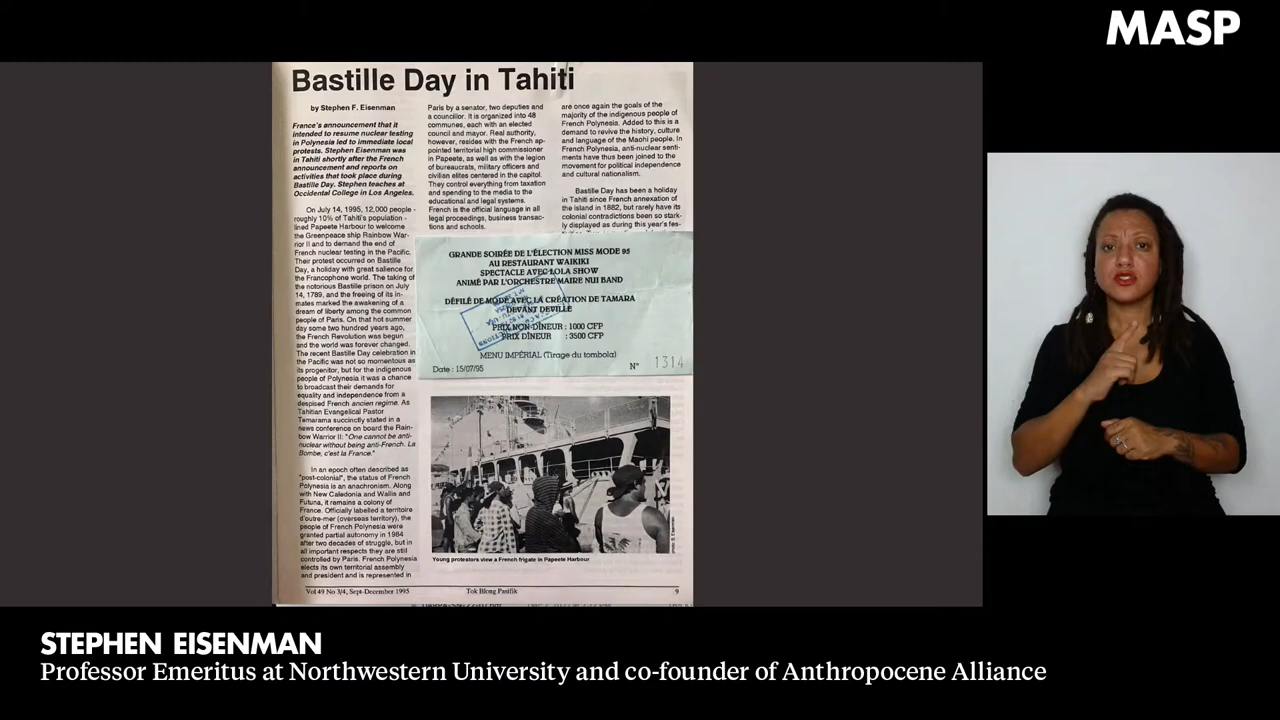 MASP
Bastille Day in Tahiti
by Stephen F. Eisenman
France's announcement that it
intended to resume nuclear testing
in Polynesia led to immediate local
protests. Stephen Eisenman was
in Tahiti shortly after the French
announcement and reports on
activities that took place during
Bastille Day. Stephen teaches at
Occidental College in Los Angeles.
On July 14, 1995, 12,000 people -
roughly 10% of Tahiti's population -
lined Papeete Harbour to welcome
the Greenpeace ship Rainbow War-
rior II and to demand the end of
French nuclear testing in the Pacific.
Their protest occurred on Bastille
Day, a holiday with great salience for
the Francophone world. The taking of
the notorious Bastille prison on July
14, 1789, and the freeing of its in-
mates marked the awakening of a
dream of liberty among the common
people of Paris. On that hot summer
day some two hundred years ago,
the French Revolution was begun
and the world was forever changed.
The recent Bastille Day celebration in
the Pacific was not so momentous as
its progenitor, but for the indigenous
people of Polynesia it was a chance
to broadcast their demands for
equality and independence from a
despised French ancien regime. As
Tahitian Evangelical Pastor
Temarama succinctly stated in a
news conference on board the Rain-
bow Warrior II: "One cannot be anti-
nuclear without being anti-French. La
Bombe, c'est la France."
In an epoch often described as
"post-colonial", the status of French
Polynesia is an anachronism. Along
with New Caledonia and Wallis and
Futuna, it remains a colony of
France. Officially labelled a territoire
d'outre-mer (overseas territory), the
people of French Polynesia were
granted partial autonomy in 1984
after two decades of struggle, but in
all important respects they are still
controlled by Paris. French Polynesia
elects its own territorial assembly
and president and is represented in
Paris by a senator, two deputies and
a councillor. It is organized into 48
communes, each with an elected
council and mayor. Real authority,
however, resides with the French ap-
pointed territorial high commissioner
in Papeete, as well as with the legion
of bureaucrats, military officers and
civilian elites centered in the capitol.
They control everything from taxation
and spending to the media to the
educational and legal systems.
French is the official language in all
legal proceedings, business transac-
tions and schools.
are once again the goals of the
majority of the indigenous people of
French Polynesia. Added to this is a
demand to revive the history, culture
and language of the Maohi people. In
French Polynesia, anti-nuclear senti-
ments have thus been joined to the
movement for political independence
and cultural nationalism.
Bastille Day has been a holiday
in Tahiti since French annexation of
the island in 1882, but rarely have its
colonial contradictions been so stark-
ly displayed as during this year's fes-
GRANDE SOIRÉE DE L'ÉLECTION MISS MODE 95
AU RESTAURANT WAIKIKI
SPECTACLE AVEC LOLA SHOW
ANIMÉ PAR L'ORCHESTRE MAIRE NUI BAND
DÉFILÉ DE MODE AVEC LA CRÉATION DE TAMARA
DEVANT DEVILLE
PRIX NON-DINEUR : 1000 CFP
PRIX DÎNEUR : 3500 CFP
MENU IMPÉRIAL (Tirage du tombola)
Date : 15/07/95
N° 1314
photo: S. Eisenman
Young protestors view a French frigate in Papeete Harbour
Vol 49 No 3/4, Sept-December 1995
Tok Blong Pasifik
9
STEPHEN EISENMAN
Professor Emeritus at Northwestern University and co-founder of Anthropocene Alliance